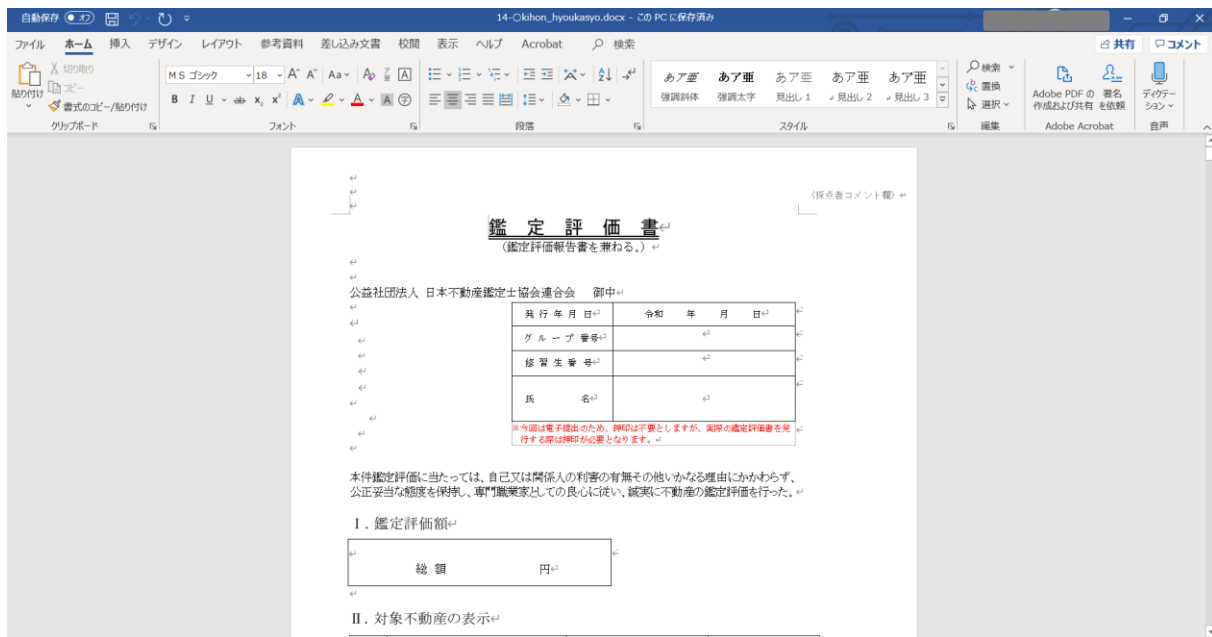 自動保存 オフ 14-○kihon_hyoukasyo.docx - この PC に保存済み
ファイル ホーム 挿入 デザイン レイアウト 参考資料 差し込み文書 校閲 表示 ヘルプ Acrobat 検索 共有 コメント
貼り付け
切り取り
コピー
書式のコピー/貼り付け
クリップボード
MS ゴシック 18
フォント
段落
あア亜 あア亜 あア亜 あア亜 あア亜
強調斜体 強調太字 見出し 1 見出し 2 見出し 3
スタイル
検索
置換
選択
編集
Adobe PDF の作成および共有
署名を依頼
Adobe Acrobat
ディクテーション
音声
(採点者コメント欄)
鑑 定 評 価 書
(鑑定評価報告書を兼ねる。)
公益社団法人 日本不動産鑑定士協会連合会 御中
発 行 年 月 日 令和 年 月 日
グ ル ー プ 番号
修 習 生 番 号
氏 名
※今回は電子提出のため、押印は不要としますが、実際の鑑定評価書を発
行する際は押印が必要となります。
本件鑑定評価に当たっては、自己又は関係人の利害の有無その他いかなる理由にかかわらず、
公正妥当な態度を保持し、専門職業家としての良心に従い、誠実に不動産の鑑定評価を行った。
Ⅰ. 鑑定評価額
総 額 円
Ⅱ. 対象不動産の表示